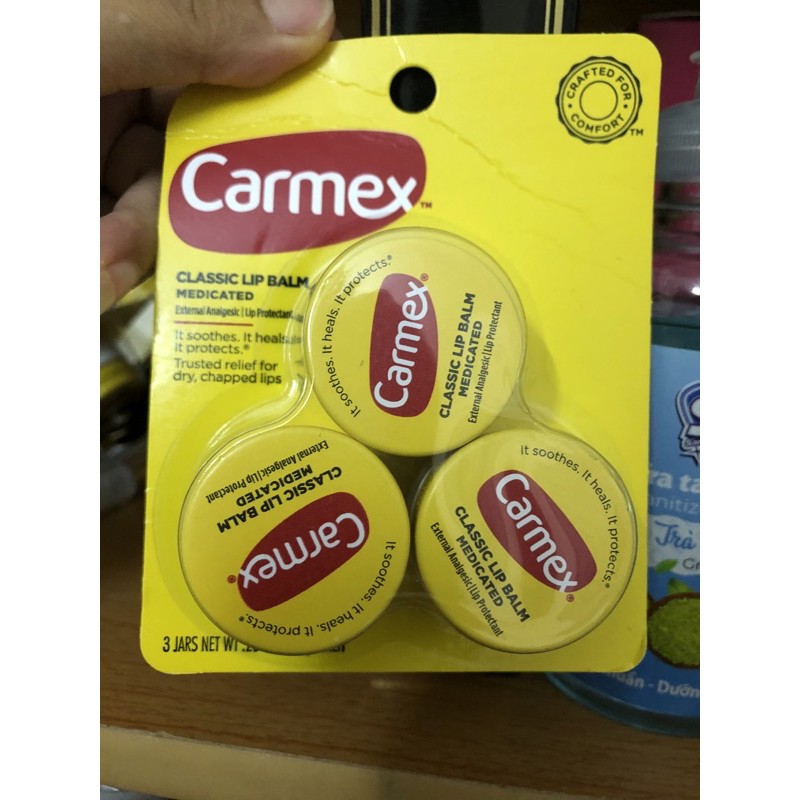 CRAFTED FOR
COMFORT
TM
Carmex™
CLASSIC LIP BALM
MEDICATED
External Analgesic | Lip Protectant
It soothes. It heals.
It protects.®
Trusted relief for
dry, chapped lips
It soothes. It heals. It protects.®
Carmex®
CLASSIC LIP BALM
MEDICATED
External Analgesic | Lip Protectant
It soothes. It heals. It protects.®
Carmex®
CLASSIC LIP BALM
MEDICATED
External Analgesic | Lip Protectant
It soothes. It heals. It protects.®
Carmex®
CLASSIC LIP BALM
MEDICATED
External Analgesic | Lip Protectant
3 JARS NET WT
Trà